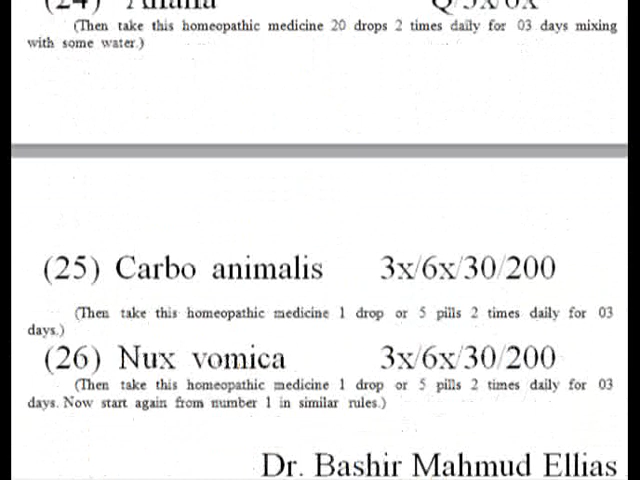 (Then take this homeopathic medicine 20 drops 2 times daily for 03 days mixing
with some water.)
(25) Carbo animalis 3x/6x/30/200
(Then take this homeopathic medicine 1 drop or 5 pills 2 times daily for 03
days.)
(26) Nux vomica 3x/6x/30/200
(Then take this homeopathic medicine 1 drop or 5 pills 2 times daily for 03
days. Now start again from number 1 in similar rules.)
Dr. Bashir Mahmud Ellias